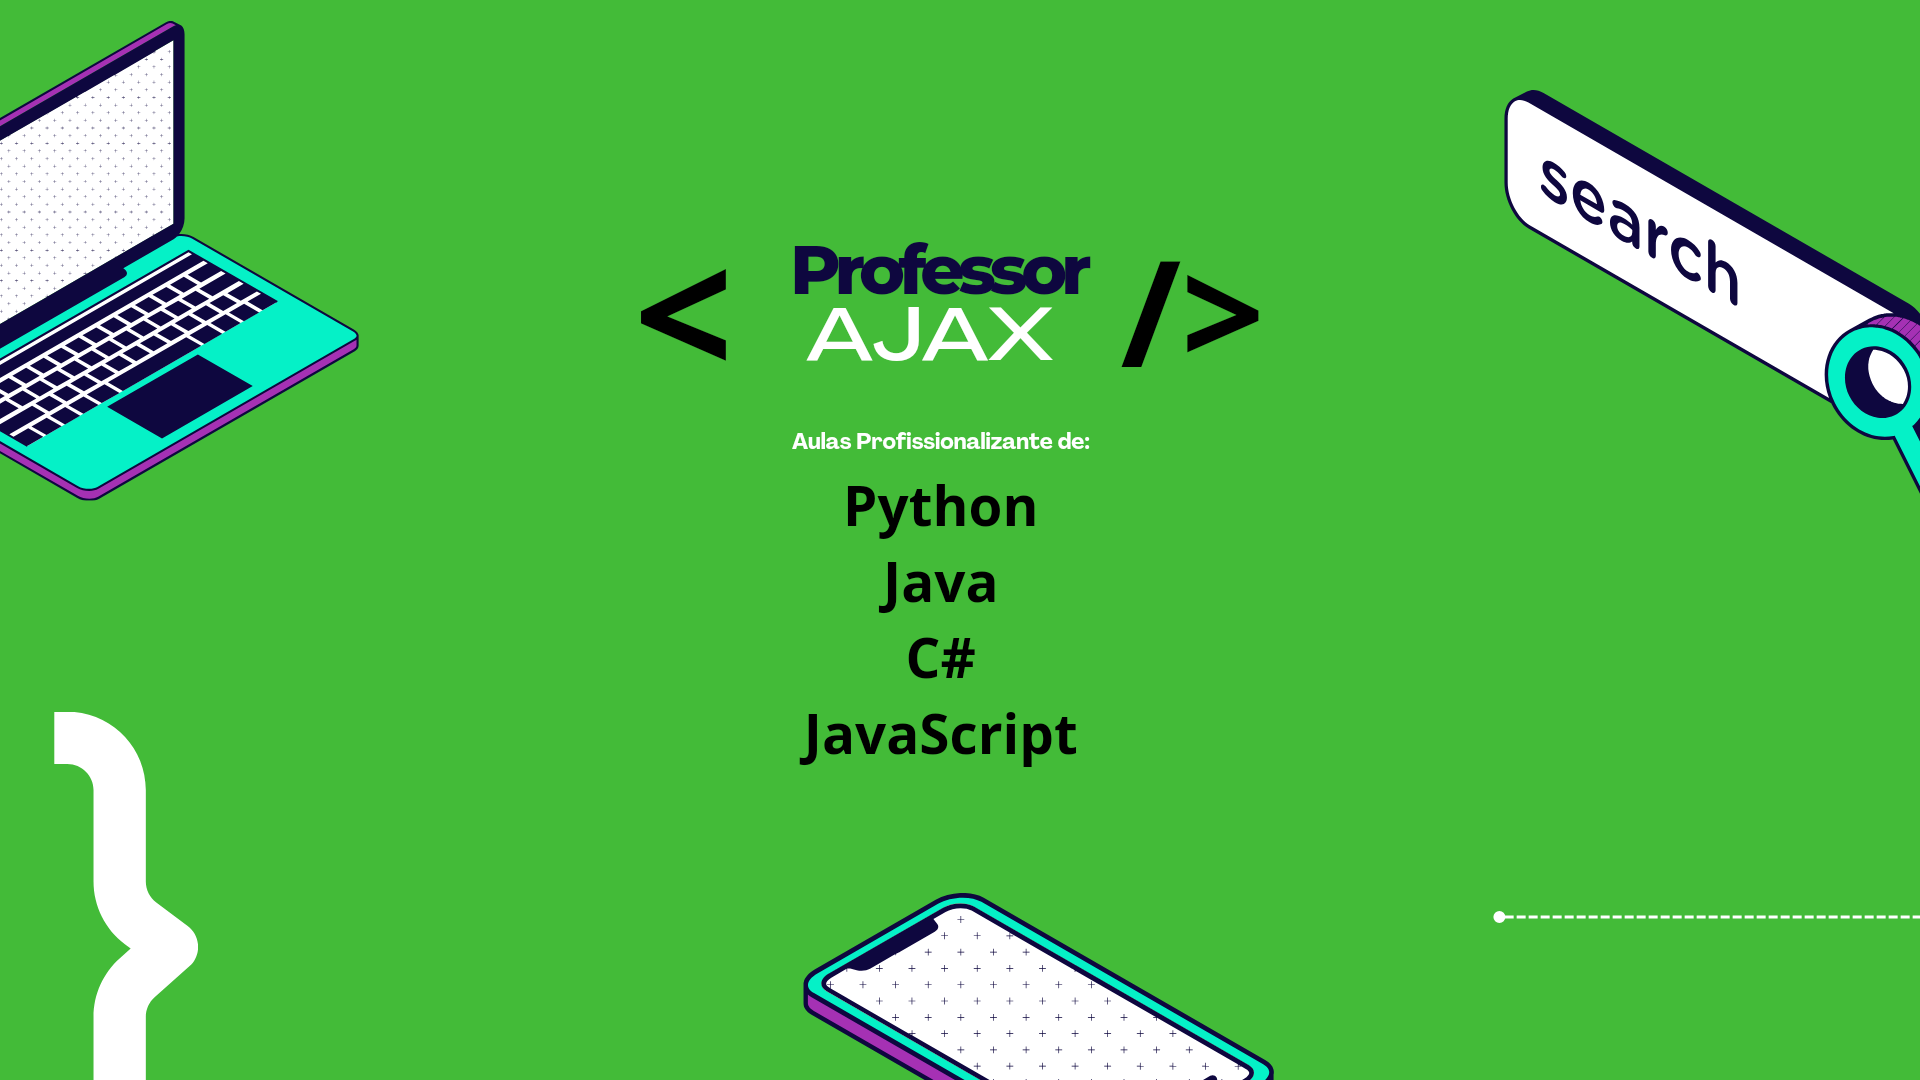 search
< Professor />
AJAX
Aulas Profissionalizante de:
Python
Java
C#
JavaScript
}